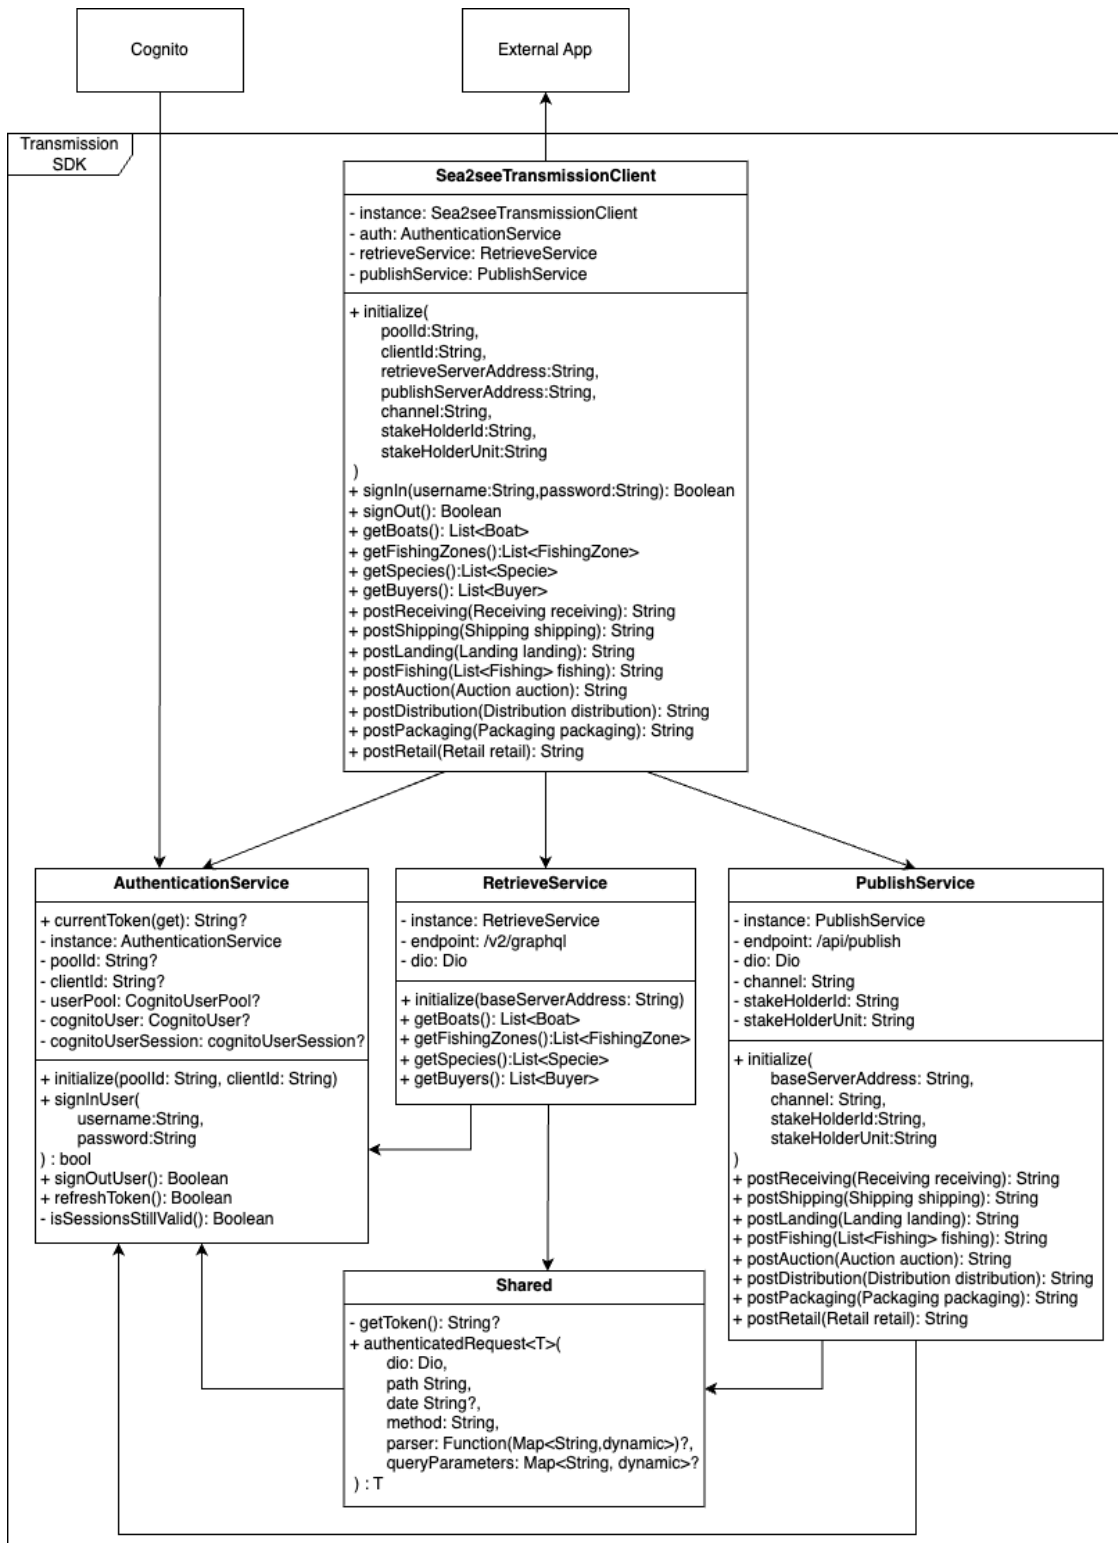 Cognito
External App
Transmission
SDK
Sea2seeTransmissionClient
- instance: Sea2seeTransmissionClient
- auth: AuthenticationService
- retrieveService: RetrieveService
- publishService: PublishService
+ initialize(
poolId:String,
clientId:String,
retrieveServerAddress:String,
publishServerAddress:String,
channel:String,
stakeHolderId:String,
stakeHolderUnit:String
)
+ signIn(username:String,password:String): Boolean
+ signOut(): Boolean
+ getBoats(): List<Boat>
+ getFishingZones():List<FishingZone>
+ getSpecies():List<Specie>
+ getBuyers(): List<Buyer>
+ postReceiving(Receiving receiving): String
+ postShipping(Shipping shipping): String
+ postLanding(Landing landing): String
+ postFishing(List<Fishing> fishing): String
+ postAuction(Auction auction): String
+ postDistribution(Distribution distribution): String
+ postPackaging(Packaging packaging): String
+ postRetail(Retail retail): String
AuthenticationService
+ currentToken(get): String?
- instance: AuthenticationService
- poolId: String?
- clientId: String?
- userPool: CognitoUserPool?
- cognitoUser: CognitoUser?
- cognitoUserSession: cognitoUserSession?
+ initialize(poolId: String, clientId: String)
+ signInUser(
username:String,
password:String
) : bool
+ signOutUser(): Boolean
+ refreshToken(): Boolean
- isSessionsStillValid(): Boolean
RetrieveService
- instance: RetrieveService
- endpoint: /v2/graphql
- dio: Dio
+ initialize(baseServerAddress: String)
+ getBoats(): List<Boat>
+ getFishingZones():List<FishingZone>
+ getSpecies():List<Specie>
+ getBuyers(): List<Buyer>
PublishService
- instance: PublishService
- endpoint: /api/publish
- dio: Dio
- channel: String
- stakeHolderId: String
- stakeHolderUnit: String
+ initialize(
baseServerAddress: String,
channel: String,
stakeHolderId:String,
stakeHolderUnit:String
)
+ postReceiving(Receiving receiving): String
+ postShipping(Shipping shipping): String
+ postLanding(Landing landing): String
+ postFishing(List<Fishing> fishing): String
+ postAuction(Auction auction): String
+ postDistribution(Distribution distribution): String
+ postPackaging(Packaging packaging): String
+ postRetail(Retail retail): String
Shared
- getToken(): String?
+ authenticatedRequest<T>(
dio: Dio,
path String,
date String?,
method: String,
parser: Function(Map<String,dynamic>)?,
queryParameters: Map<String, dynamic>?
) : T